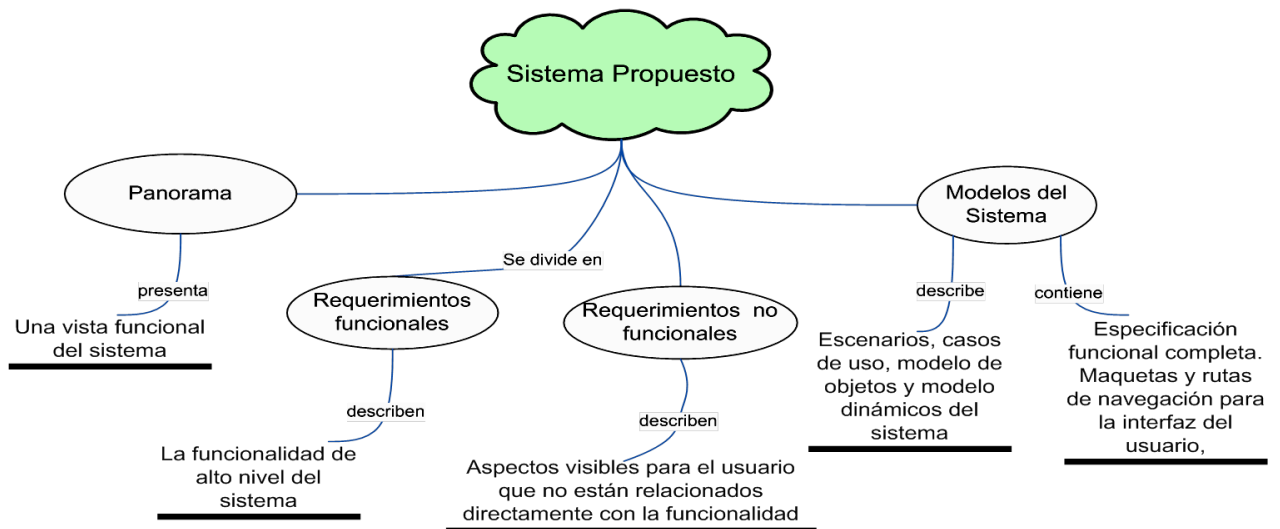 Sistema Propuesto
Panorama
presenta
Una vista funcional
del sistema
Se divide en
Requerimientos
funcionales
describen
La funcionalidad de
alto nivel del
sistema
Requerimientos no
funcionales
describen
Aspectos visibles para el usuario
que no están relacionados
directamente con la funcionalidad
Modelos del
Sistema
describe
Escenarios, casos
de uso, modelo de
objetos y modelo
dinámicos del
sistema
contiene
Especificación
funcional completa.
Maquetas y rutas
de navegación para
la interfaz del
usuario,